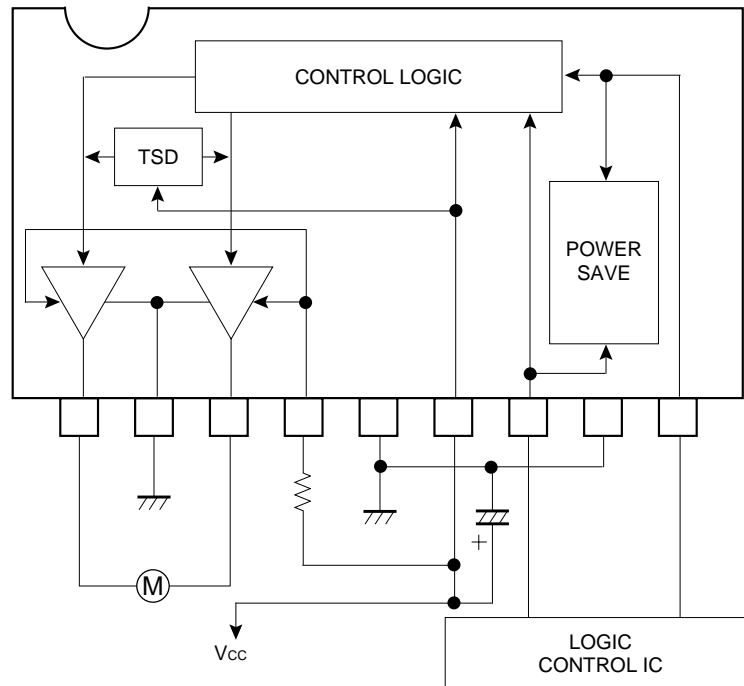 CONTROL LOGIC
TSD
POWER
SAVE
+
M
Vcc
LOGIC
CONTROL IC